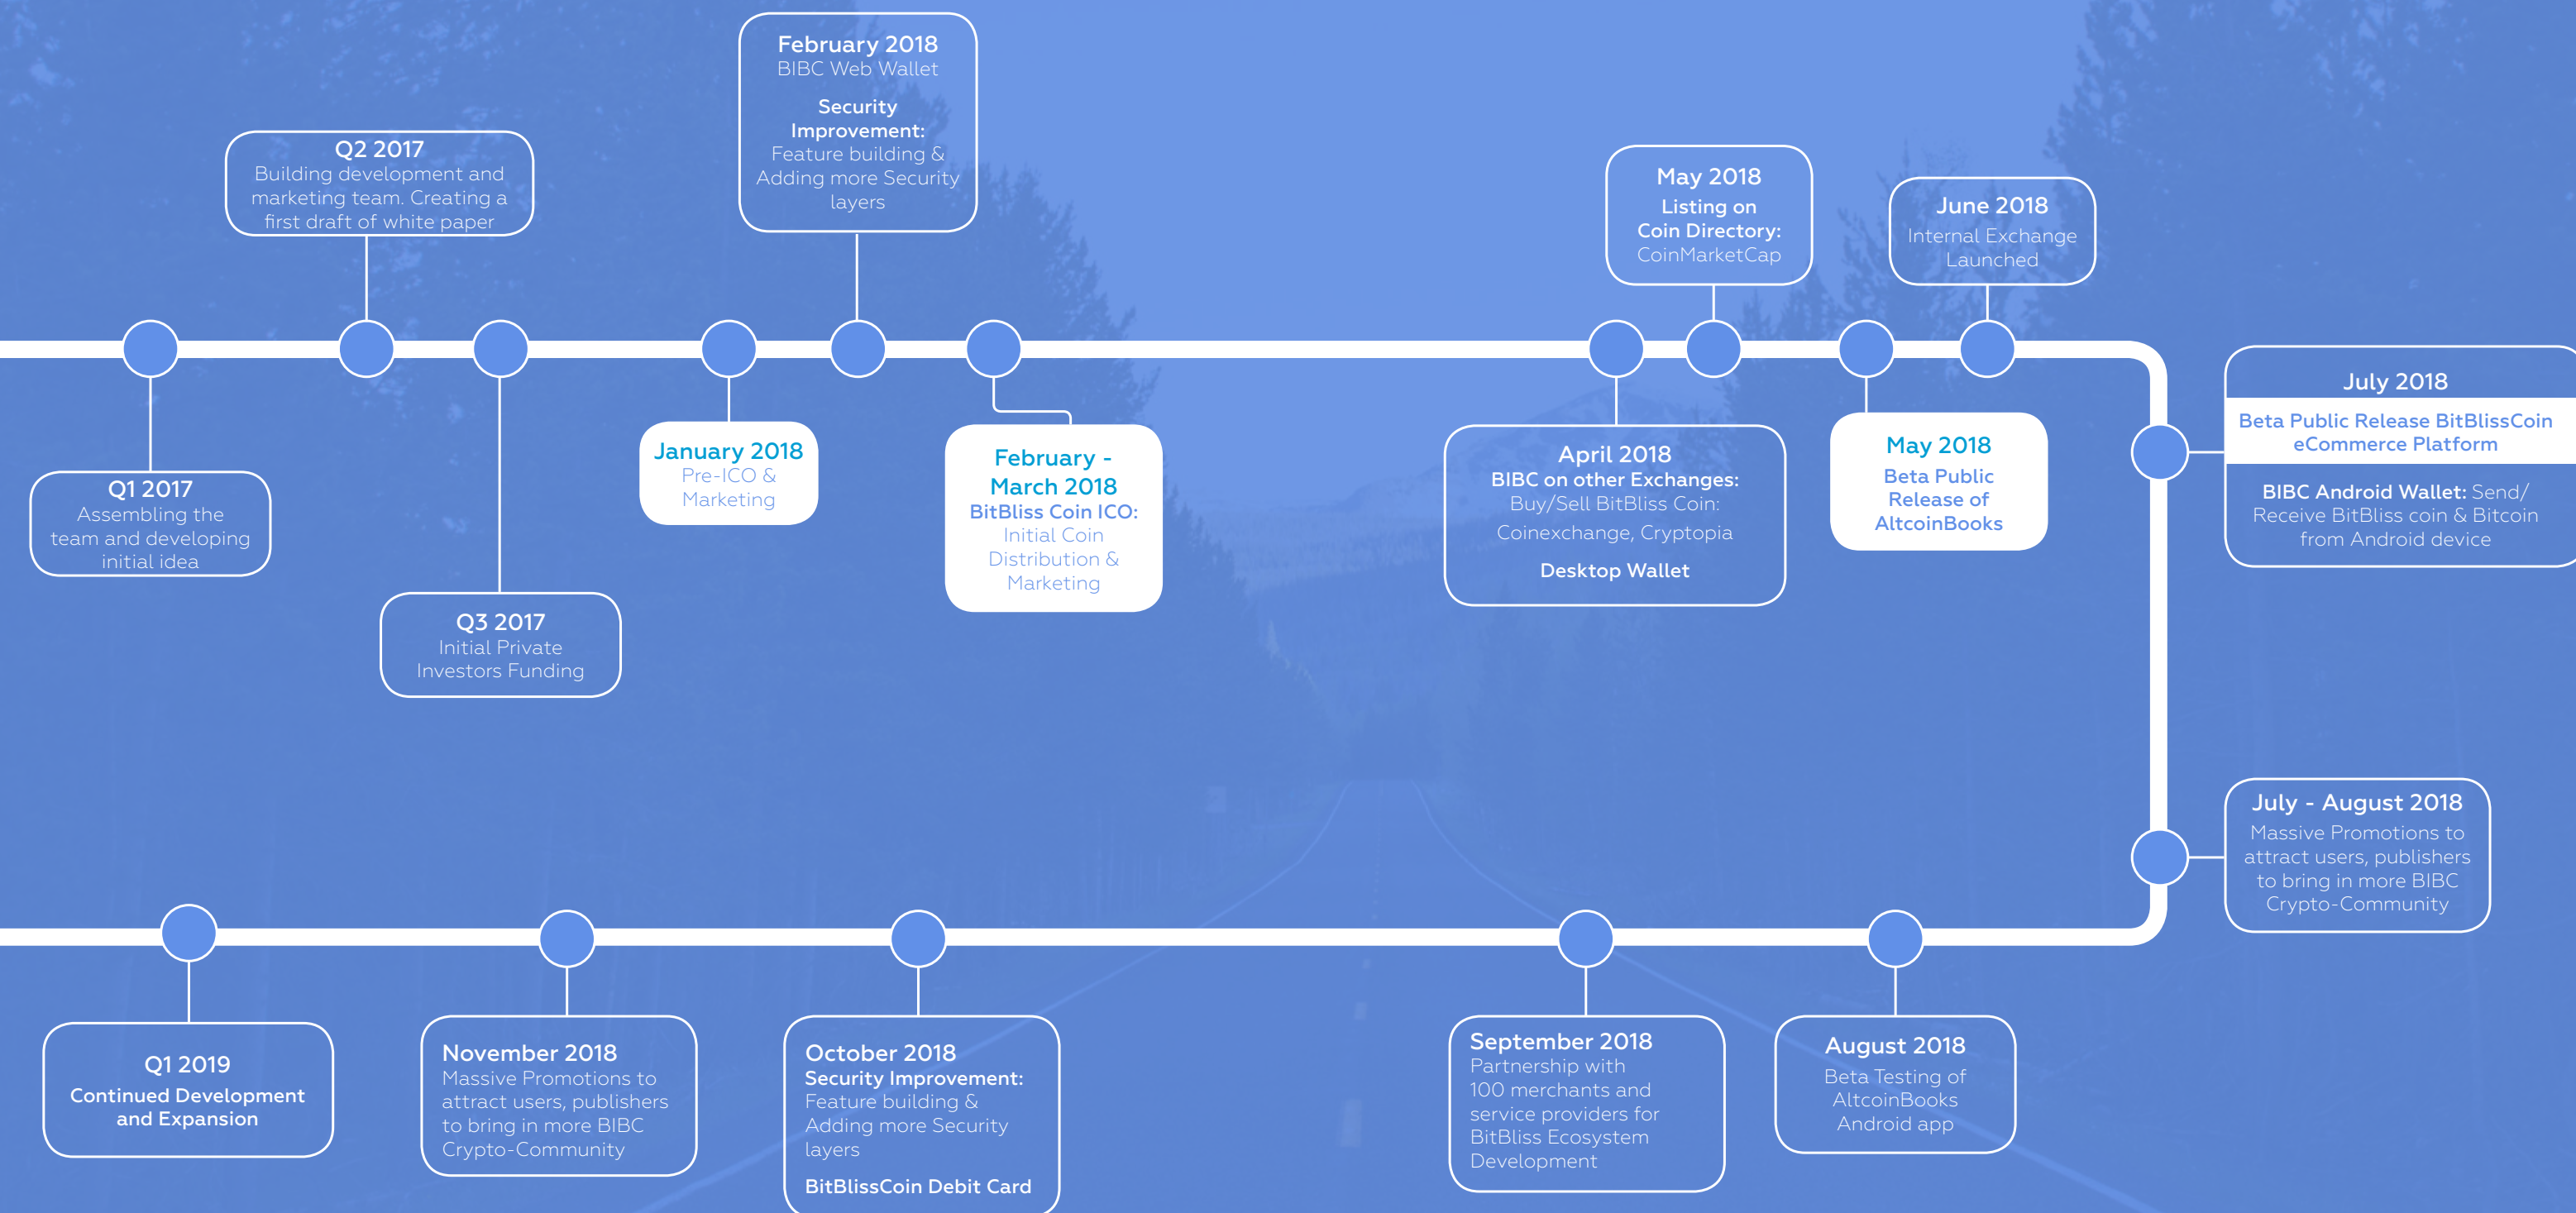 Q1 2017
Assembling the
team and developing
initial idea
Q2 2017
Building development and
marketing team. Creating a
first draft of white paper
Q3 2017
Initial Private
Investors Funding
January 2018
Pre-ICO &
Marketing
February 2018
BIBC Web Wallet
Security
Improvement:
Feature building &
Adding more Security
layers
February -
March 2018
BitBliss Coin ICO:
Initial Coin
Distribution &
Marketing
April 2018
BIBC on other Exchanges:
Buy/Sell BitBliss Coin:
Coinexchange, Cryptopia
Desktop Wallet
May 2018
Listing on
Coin Directory:
CoinMarketCap
May 2018
Beta Public
Release of
AltcoinBooks
June 2018
Internal Exchange
Launched
July 2018
Beta Public Release BitBlissCoin
eCommerce Platform
BIBC Android Wallet: Send/
Receive BitBliss coin & Bitcoin
from Android device
July - August 2018
Massive Promotions to
attract users, publishers
to bring in more BIBC
Crypto-Community
August 2018
Beta Testing of
AltcoinBooks
Android app
September 2018
Partnership with
100 merchants and
service providers for
BitBliss Ecosystem
Development
October 2018
Security Improvement:
Feature building &
Adding more Security
layers
BitBlissCoin Debit Card
November 2018
Massive Promotions to
attract users, publishers
to bring in more BIBC
Crypto-Community
Q1 2019
Continued Development
and Expansion